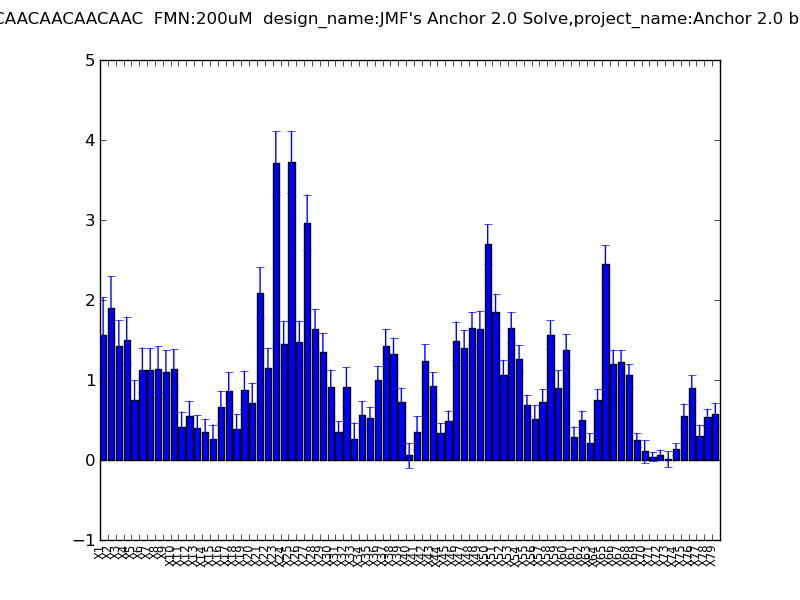 CAACAACAACAAC FMN:200uM design_name:JMF's Anchor 2.0 Solve,project_name:Anchor 2.0 b
5
4
3
2
1
0
−1
X1
X2
X3
X4
X5
X6
X7
X8
X9
X10
X11
X12
X13
X14
X15
X16
X17
X18
X19
X20
X21
X22
X23
X24
X25
X26
X27
X28
X29
X30
X31
X32
X33
X34
X35
X36
X37
X38
X39
X40
X41
X42
X43
X44
X45
X46
X47
X48
X49
X50
X51
X52
X53
X54
X55
X56
X57
X58
X59
X60
X61
X62
X63
X64
X65
X66
X67
X68
X69
X70
X71
X72
X73
X74
X75
X76
X77
X78
X79